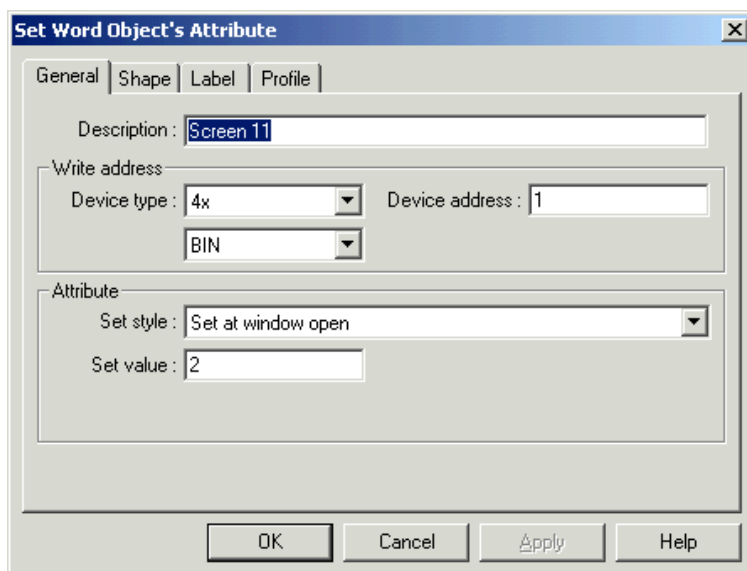 Set Word Object's Attribute
General Shape Label Profile
Description : Screen 11
Write address
Device type : 4x Device address : 1
BIN
Attribute
Set style : Set at window open
Set value : 2
OK Cancel Apply Help